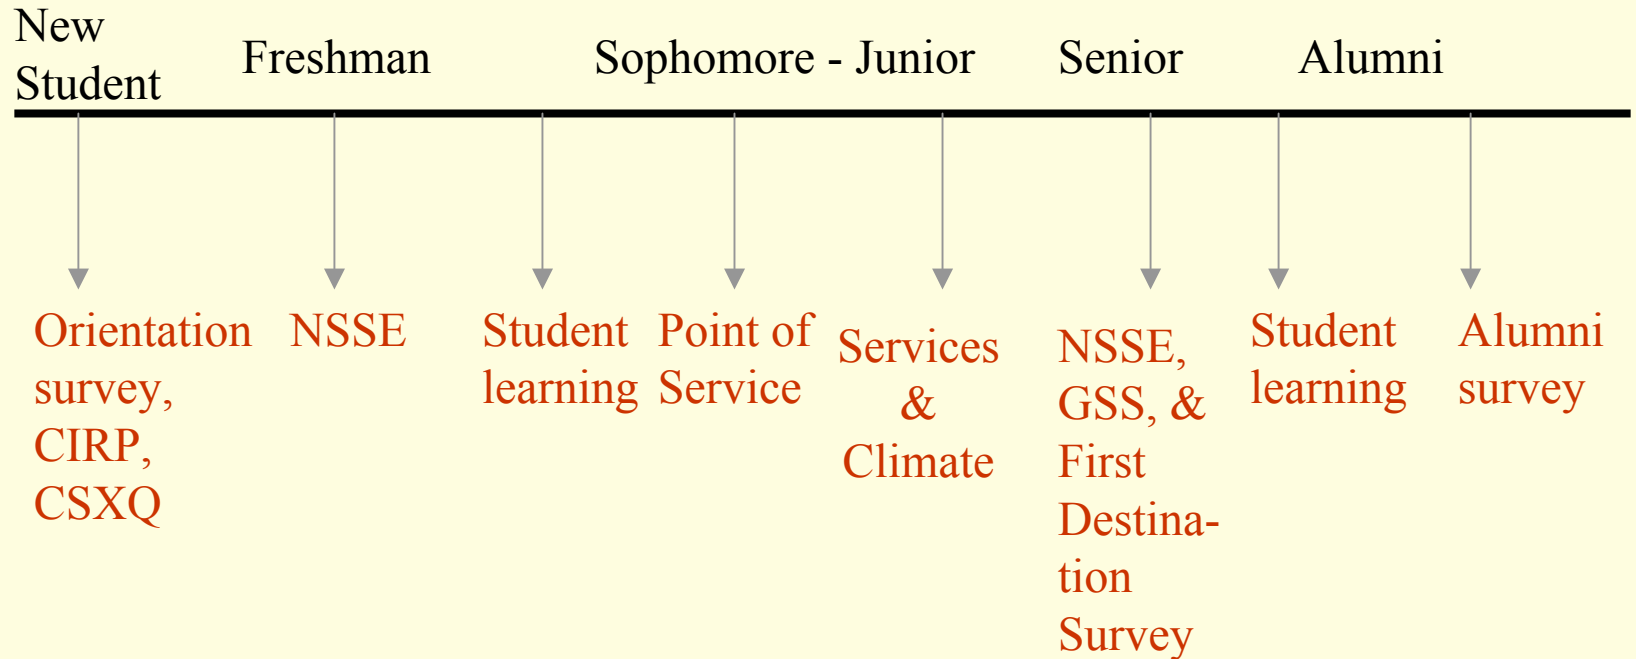 New
Student
Freshman
Sophomore - Junior
Senior
Alumni
Orientation
survey,
CIRP,
CSXQ
NSSE
Student
learning
Point of
Service
Services
&
Climate
NSSE,
GSS, &
First
Destina-
tion
Survey
Student
learning
Alumni
survey